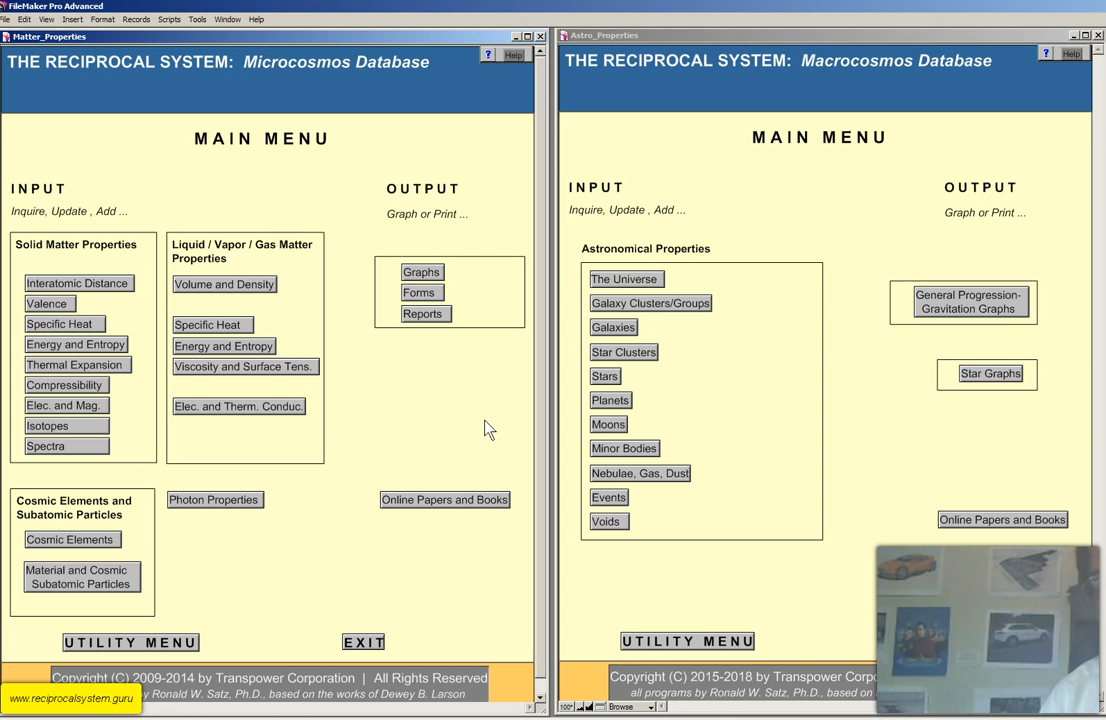 FileMaker Pro Advanced
File Edit View Insert Format Records Scripts Tools Window Help
Matter_Properties
THE RECIPROCAL SYSTEM: Microcosmos Database
? Help
MAIN MENU
INPUT
OUTPUT
Inquire, Update , Add ...
Graph or Print ...
Solid Matter Properties
Interatomic Distance
Valence
Specific Heat
Energy and Entropy
Thermal Expansion
Compressibility
Elec. and Mag.
Isotopes
Spectra
Liquid / Vapor / Gas Matter
Properties
Volume and Density
Specific Heat
Energy and Entropy
Viscosity and Surface Tens.
Elec. and Therm. Conduc.
Graphs
Forms
Reports
Cosmic Elements and
Subatomic Particles
Cosmic Elements
Material and Cosmic
Subatomic Particles
Photon Properties
Online Papers and Books
UTILITY MENU
EXIT
Copyright (C) 2009-2014 by Transpower Corporation | All Rights Reserved
by Ronald W. Satz, Ph.D., based on the works of Dewey B. Larson
www.reciprocalsystem.guru
Astro_Properties
THE RECIPROCAL SYSTEM: Macrocosmos Database
? Help
MAIN MENU
INPUT
OUTPUT
Inquire, Update , Add ...
Graph or Print ...
Astronomical Properties
The Universe
Galaxy Clusters/Groups
Galaxies
Star Clusters
Stars
Planets
Moons
Minor Bodies
Nebulae, Gas, Dust
Events
Voids
General Progression-
Gravitation Graphs
Star Graphs
Online Papers and Books
UTILITY MENU
Copyright (C) 2015-2018 by Transpower
all programs by Ronald W. Satz, Ph.D., based on
100 Browse